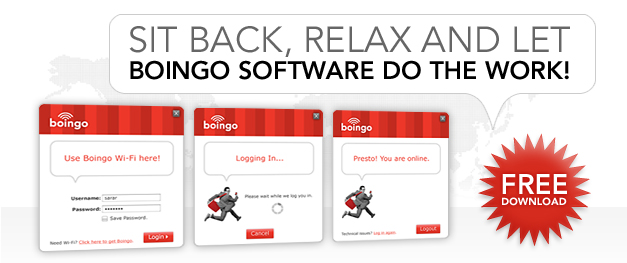 SIT BACK, RELAX AND LET
BOINGO SOFTWARE DO THE WORK!
boingo
Use Boingo Wi-Fi here!
Username:
Password: •••••••
Save Password.
Need Wi-Fi? Click here to get Boingo.
Login
boingo
Logging In...
Please wait while we log you in.
Cancel
boingo
Presto! You are online.
Technical issues? Log in again
Logout
FREE
DOWNLOAD